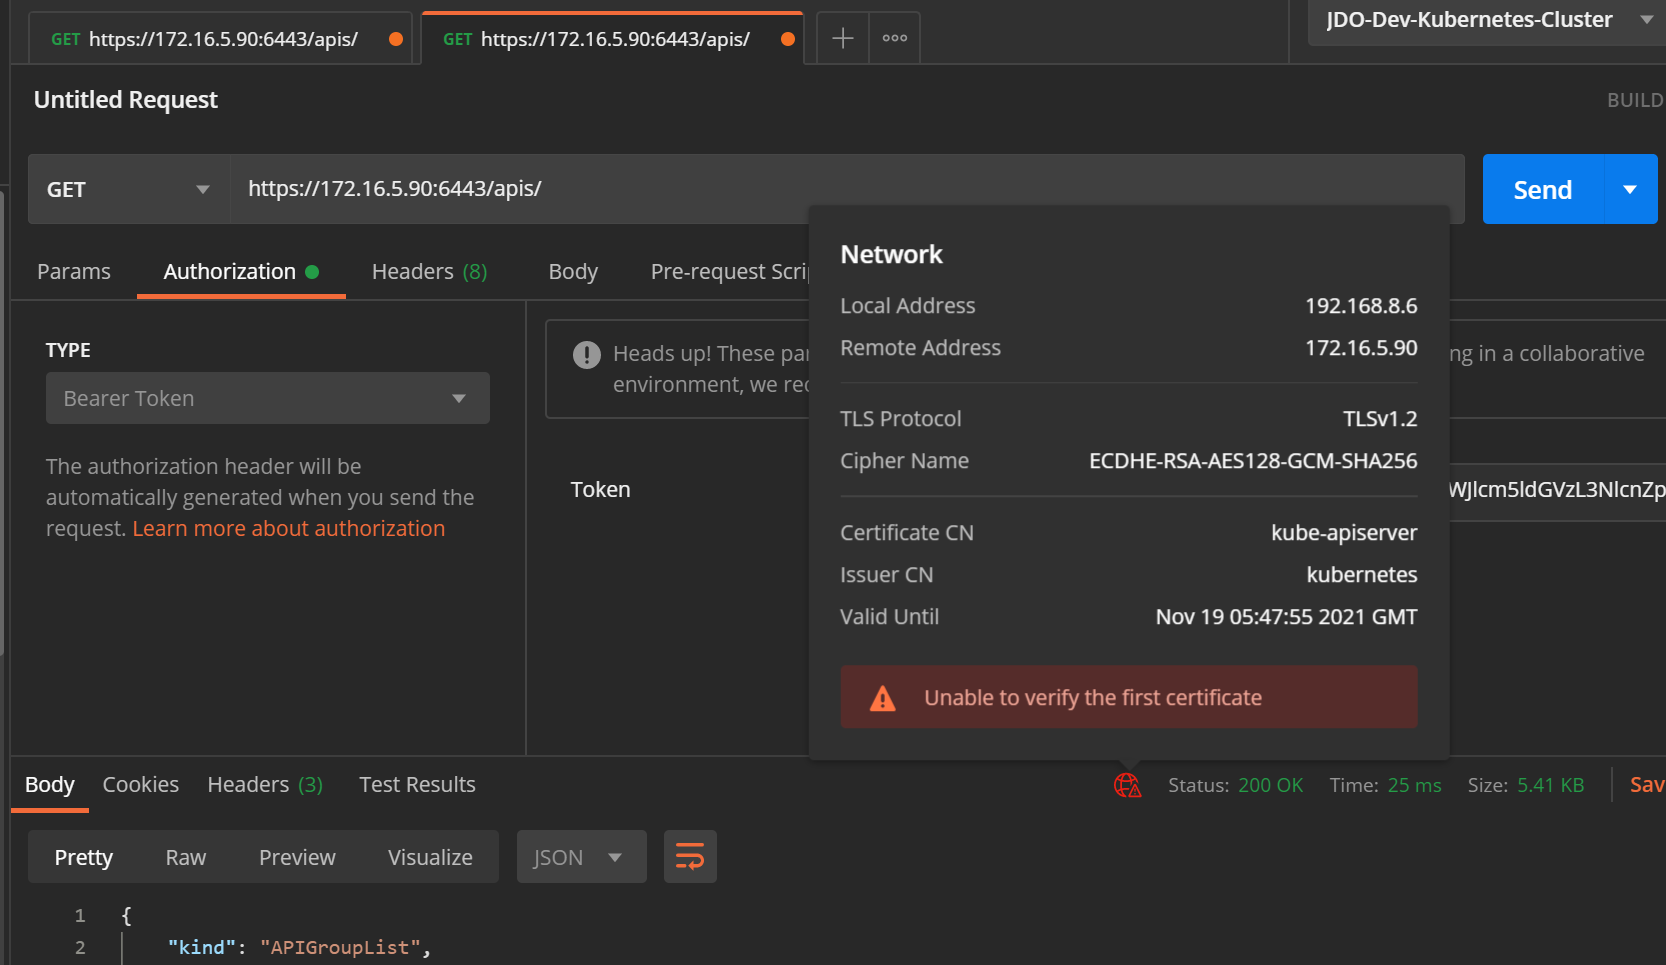 GET https://172.16.5.90:6443/apis/
GET https://172.16.5.90:6443/apis/
JDO-Dev-Kubernetes-Cluster
Untitled Request
BUILD
GET
https://172.16.5.90:6443/apis/
Send
Params
Authorization
Headers (8)
Body
Pre-request Scrip
TYPE
Bearer Token
The authorization header will be
automatically generated when you send the
request. Learn more about authorization
Heads up! These par
ng in a collaborative
environment, we rec
Token
WJlcm5ldGVzL3NlcnZp
Network
Local Address 192.168.8.6
Remote Address 172.16.5.90
TLS Protocol TLSv1.2
Cipher Name ECDHE-RSA-AES128-GCM-SHA256
Certificate CN kube-apiserver
Issuer CN kubernetes
Valid Until Nov 19 05:47:55 2021 GMT
Unable to verify the first certificate
Body
Cookies
Headers (3)
Test Results
Status: 200 OK
Time: 25 ms
Size: 5.41 KB
Sav
Pretty
Raw
Preview
Visualize
JSON
1 {
2 "kind": "APIGroupList",